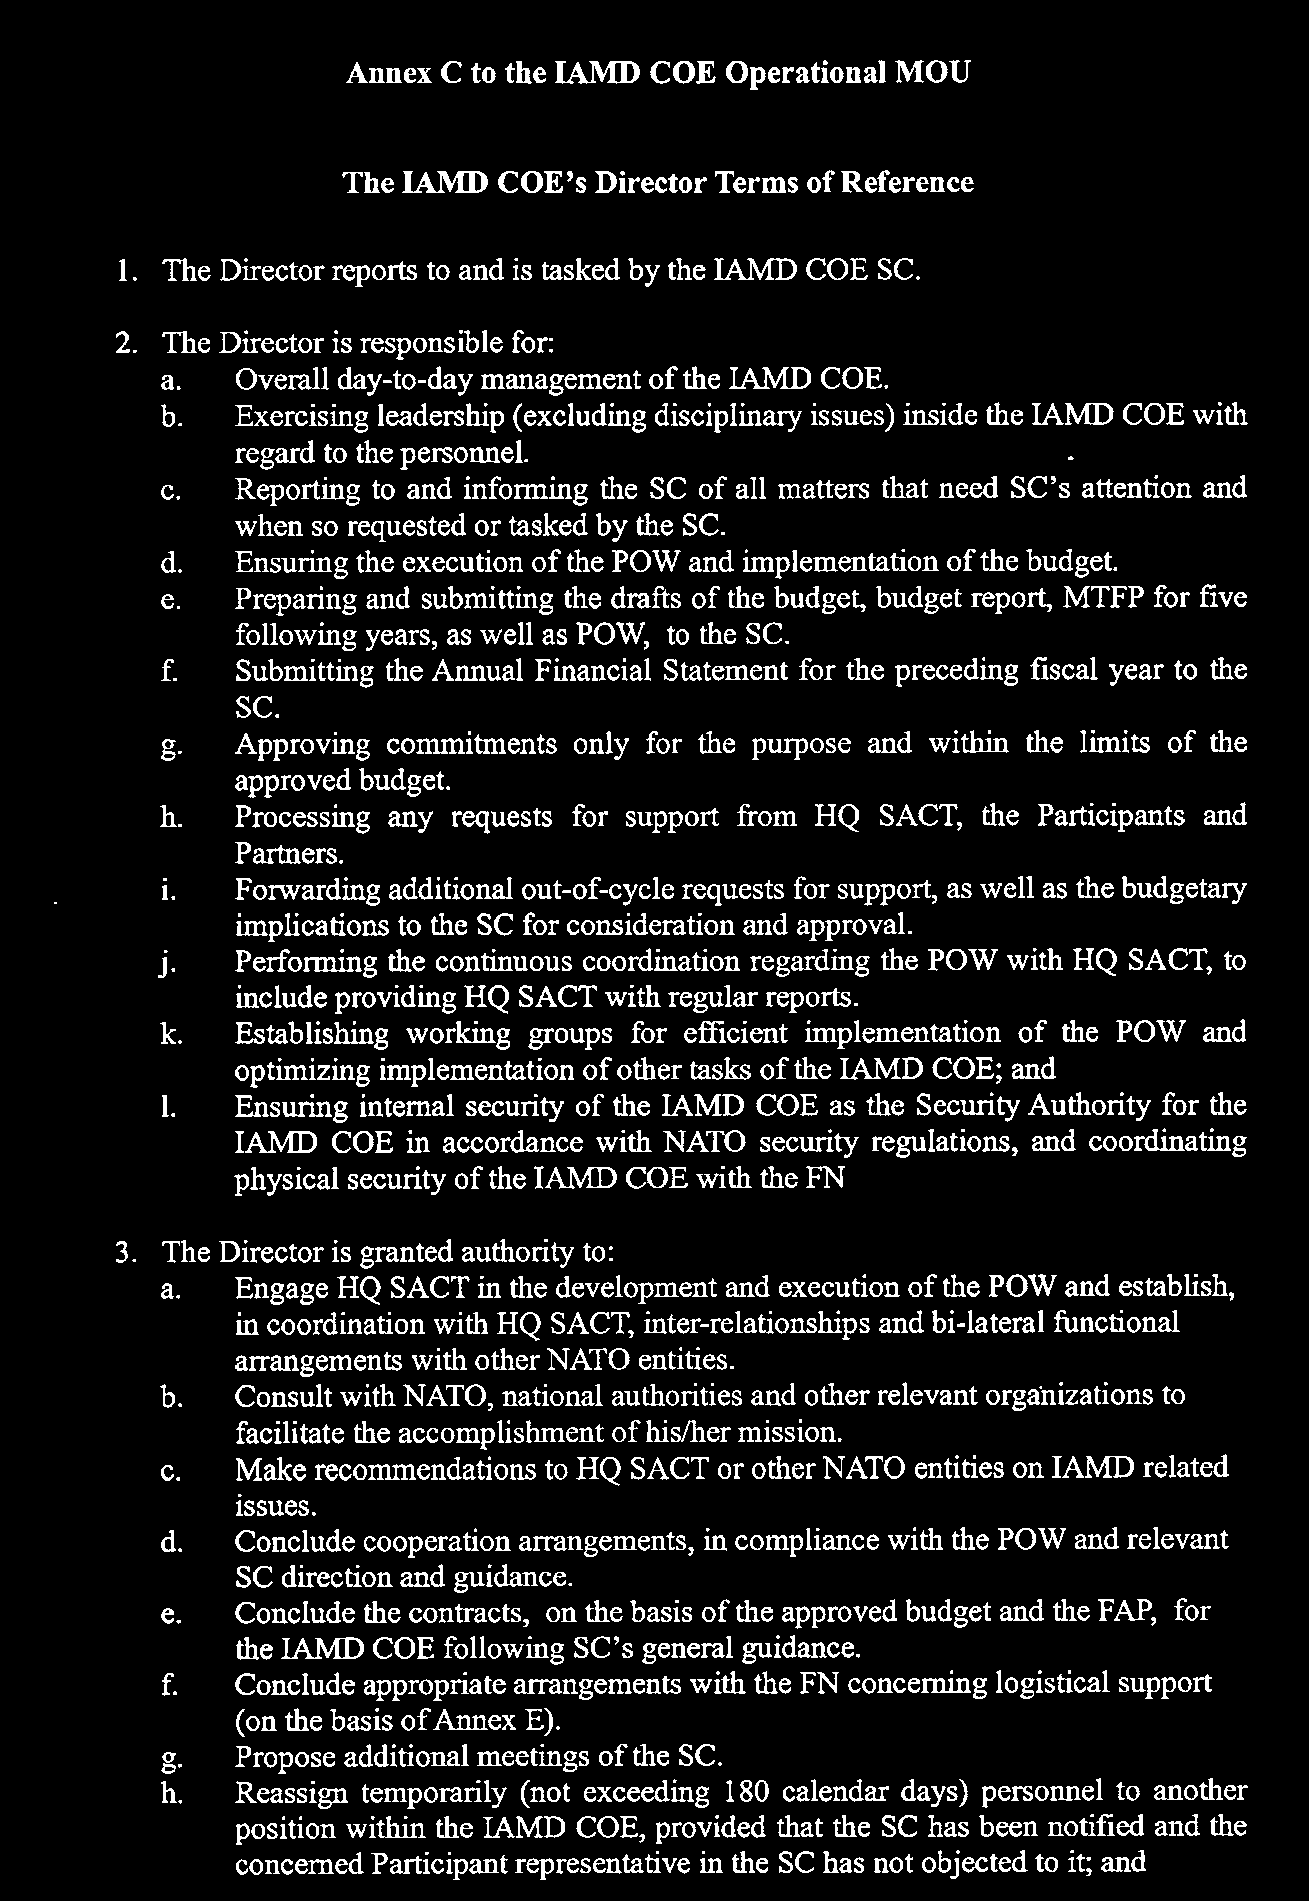 Annex C to the IAMD COE Operational MOU
The IAMD COE's Director Terms of Reference
1. The Director reports to and is tasked by the IAMD COE SC.
2. The Director is responsible for:
a. Overall day-to-day management of the IAMD COE.
b. Exercising leadership (excluding disciplinary issues) inside the IAMD COE with
regard to the personnel.
c. Reporting to and informing the SC of all matters that need SC's attention and
when so requested or tasked by the SC.
d. Ensuring the execution of the POW and implementation of the budget.
e. Preparing and submitting the drafts of the budget, budget report, MTFP for five
following years, as well as POW, to the SC.
f. Submitting the Annual Financial Statement for the preceding fiscal year to the
SC.
g. Approving commitments only for the purpose and within the limits of the
approved budget.
h. Processing any requests for support from HQ SACT, the Participants and
Partners.
i. Forwarding additional out-of-cycle requests for support, as well as the budgetary
implications to the SC for consideration and approval.
j. Performing the continuous coordination regarding the POW with HQ SACT, to
include providing HQ SACT with regular reports.
k. Establishing working groups for efficient implementation of the POW and
optimizing implementation of other tasks of the IAMD COE; and
l. Ensuring internal security of the IAMD COE as the Security Authority for the
IAMD COE in accordance with NATO security regulations, and coordinating
physical security of the IAMD COE with the FN
3. The Director is granted authority to:
a. Engage HQ SACT in the development and execution of the POW and establish,
in coordination with HQ SACT, inter-relationships and bi-lateral functional
arrangements with other NATO entities.
b. Consult with NATO, national authorities and other relevant organizations to
facilitate the accomplishment of his/her mission.
c. Make recommendations to HQ SACT or other NATO entities on IAMD related
issues.
d. Conclude cooperation arrangements, in compliance with the POW and relevant
SC direction and guidance.
e. Conclude the contracts, on the basis of the approved budget and the FAP, for
the IAMD COE following SC's general guidance.
f. Conclude appropriate arrangements with the FN concerning logistical support
(on the basis of Annex E).
g. Propose additional meetings of the SC.
h. Reassign temporarily (not exceeding 180 calendar days) personnel to another
position within the IAMD COE, provided that the SC has been notified and the
concerned Participant representative in the SC has not objected to it; and